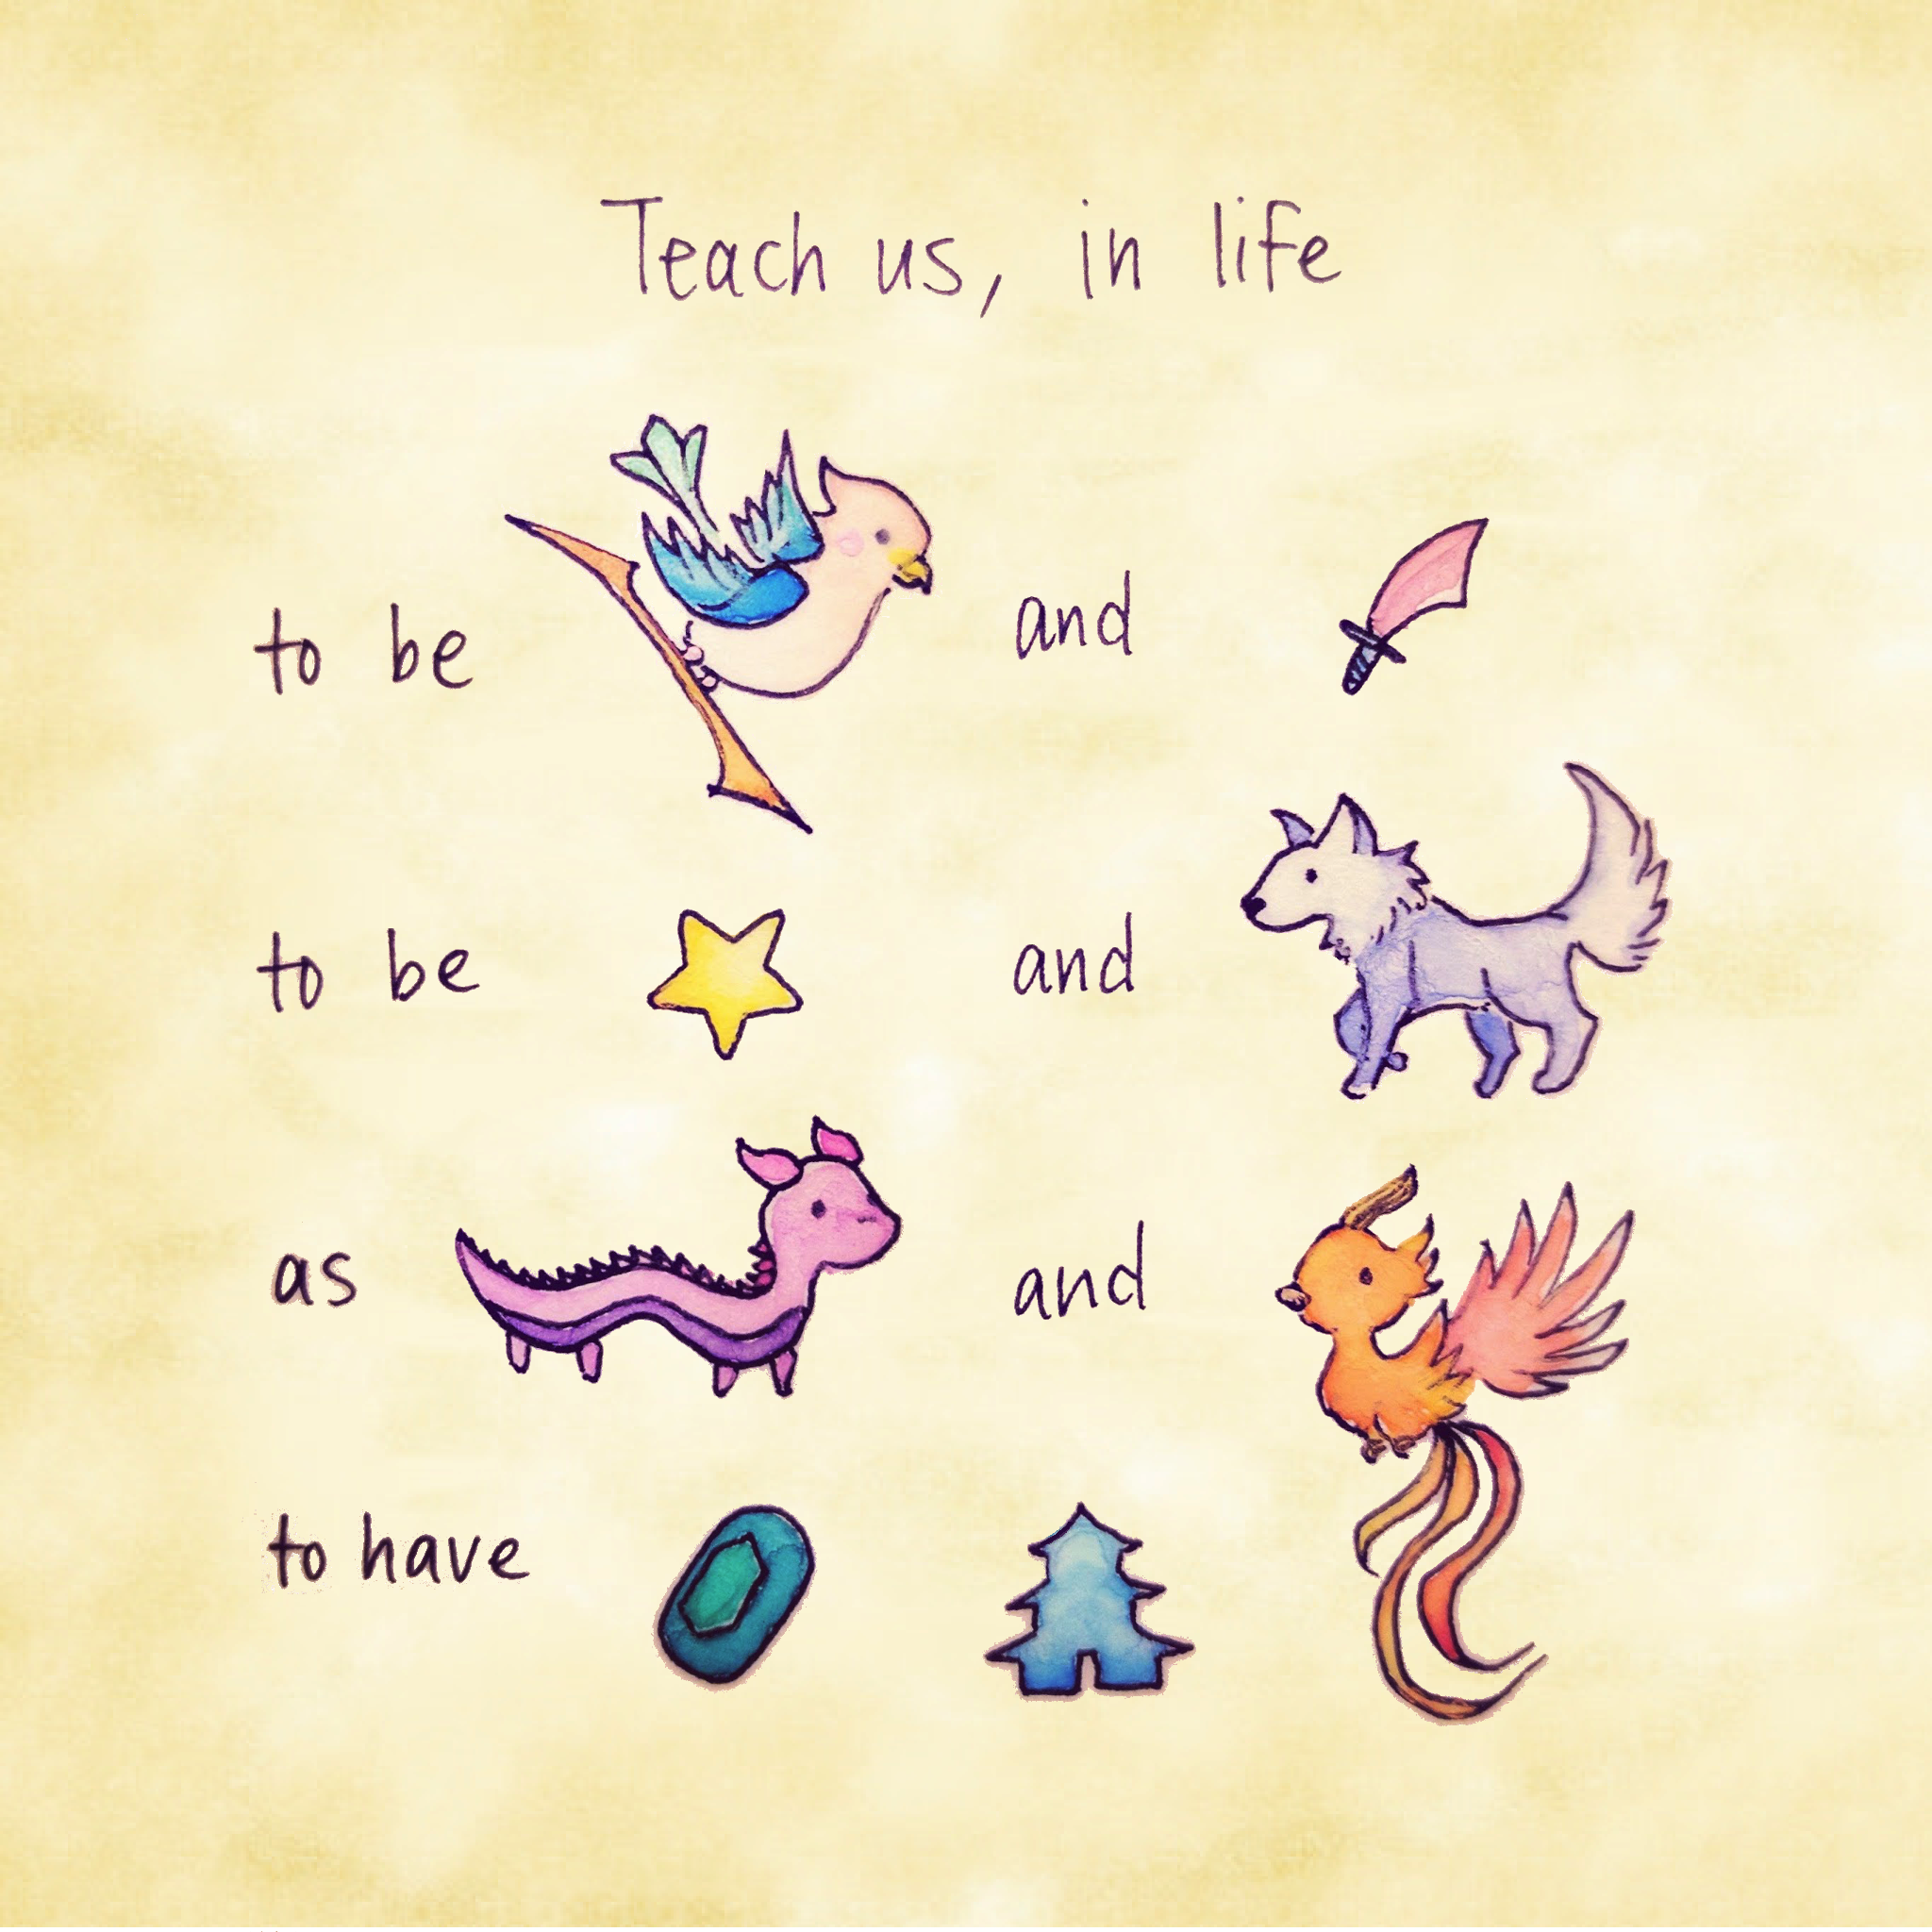 Teach us, in life
to be and
to be and
as and
to have